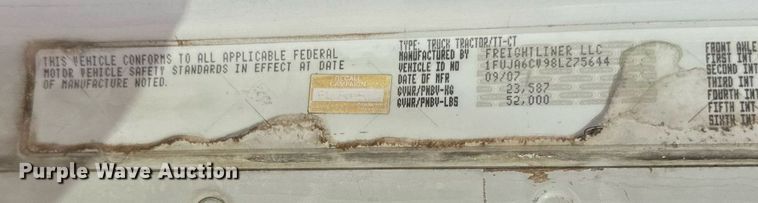 THIS VEHICLE CONFORMS TO ALL APPLICABLE FEDERAL
MOTOR VEHICLE SAFETY STANDARDS IN EFFECT AT DATE
OF MANUFACTURE NOTED.
RECALL
CAMPAIGN
TYPE: TRUCK TRACTOR/TT-CT
MANUFACTURED BY FREIGHTLINER LLC
VEHICLE ID NO 1FUJA6CV98LZ75644
DATE OF MFR 09/07
GVWR/PNBV-KG 23,587
GVWR/PNBV-LBS 52,000
FRONT AXLE
FIRST INT
SECOND INT
THIRD INT
FOURTH INT
FIFTH INT
SIXTH INT
Purple Wave Auction